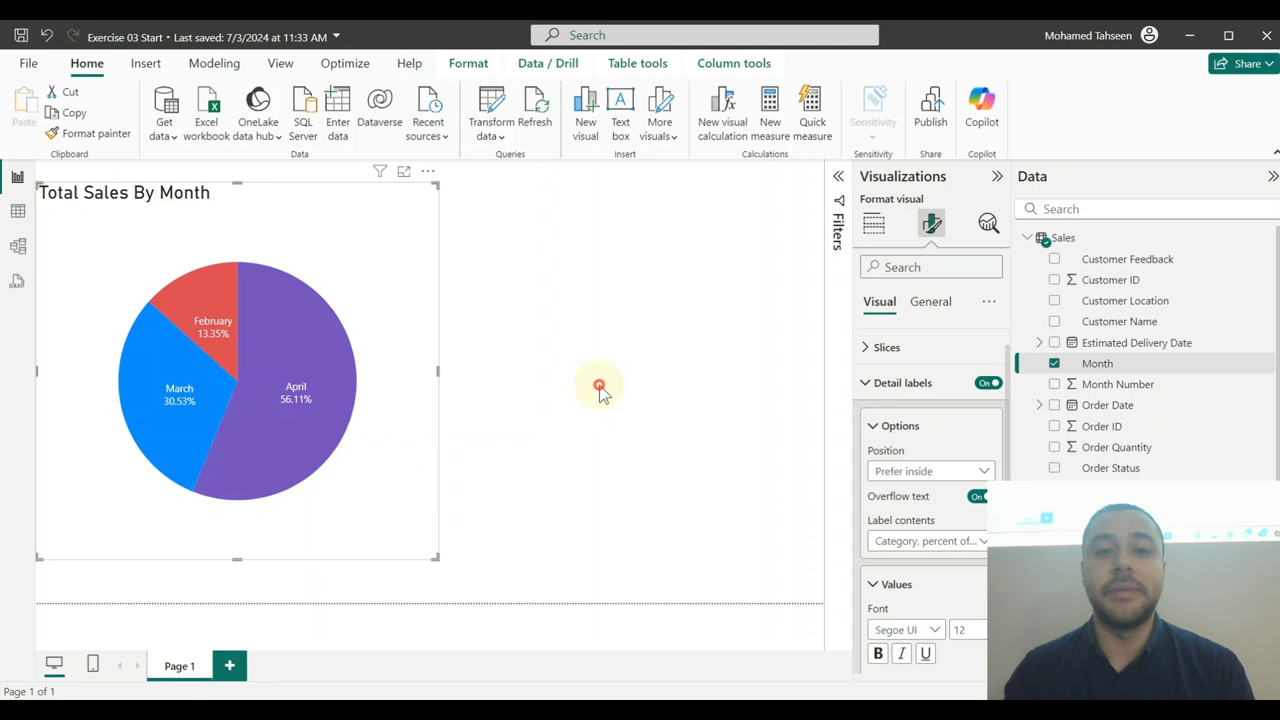 Exercise 03 Start • Last saved: 7/3/2024 at 11:33 AM
Search
Mohamed Tahseen
File Home Insert Modeling View Optimize Help Format Data / Drill Table tools Column tools
Share
Paste
Cut
Copy
Format painter
Clipboard
Get data
Excel workbook
OneLake data hub
SQL Server
Enter data
Dataverse
Recent sources
Data
Transform data
Refresh
Queries
New visual
Text box
More visuals
Insert
New visual calculation
New measure
Quick measure
Calculations
Sensitivity
Sensitivity
Publish
Share
Copilot
Copilot
Total Sales By Month
February
13.35%
March
30.53%
April
56.11%
Filters
Visualizations
Format visual
Search
Visual General
Slices
Detail labels On
Options
Position
Prefer inside
Overflow text On
Label contents
Category, percent of...
Values
Font
Segoe UI 12
B I U
Data
Search
Sales
Customer Feedback
Customer ID
Customer Location
Customer Name
Estimated Delivery Date
Month
Month Number
Order Date
Order ID
Order Quantity
Order Status
Page 1
Page 1 of 1